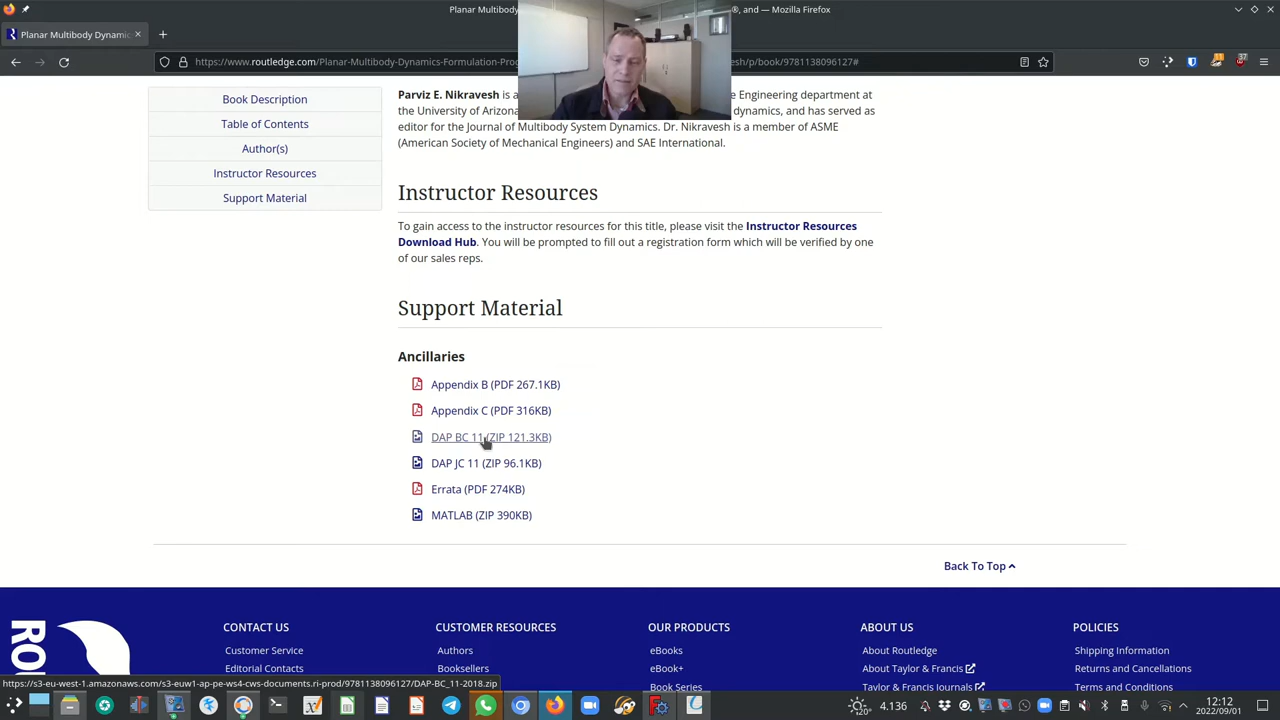 Planar Multibody Dynamics: Formulation, Pro
®, and — Mozilla Firefox
Planar Multibody Dynamic
https://www.routledge.com/Planar-Multibody-Dynamics-Formulation-Pro
esh/p/book/9781138096127#
Book Description
Table of Contents
Author(s)
Instructor Resources
Support Material
Parviz E. Nikravesh is a
e Engineering department at
the University of Arizona
dynamics, and has served as
editor for the Journal of Multibody System Dynamics. Dr. Nikravesh is a member of ASME
(American Society of Mechanical Engineers) and SAE International.
Instructor Resources
To gain access to the instructor resources for this title, please visit the Instructor Resources
Download Hub. You will be prompted to fill out a registration form which will be verified by one
of our sales reps.
Support Material
Ancillaries
Appendix B (PDF 267.1KB)
Appendix C (PDF 316KB)
DAP BC 11 (ZIP 121.3KB)
DAP JC 11 (ZIP 96.1KB)
Errata (PDF 274KB)
MATLAB (ZIP 390KB)
Back To Top
RO
CONTACT US
Customer Service
Editorial Contacts
CUSTOMER RESOURCES
Authors
Booksellers
OUR PRODUCTS
eBooks
eBook+
Book Series
ABOUT US
About Routledge
About Taylor & Francis
Taylor & Francis Journals
POLICIES
Shipping Information
Returns and Cancellations
Terms and Conditions
https://s3-eu-west-1.amazonaws.com/s3-euw1-ap-pe-ws4-cws-documents.ri-prod/9781138096127/DAP-BC_11-2018.zip
120°
4.136
12:12
2022/09/01